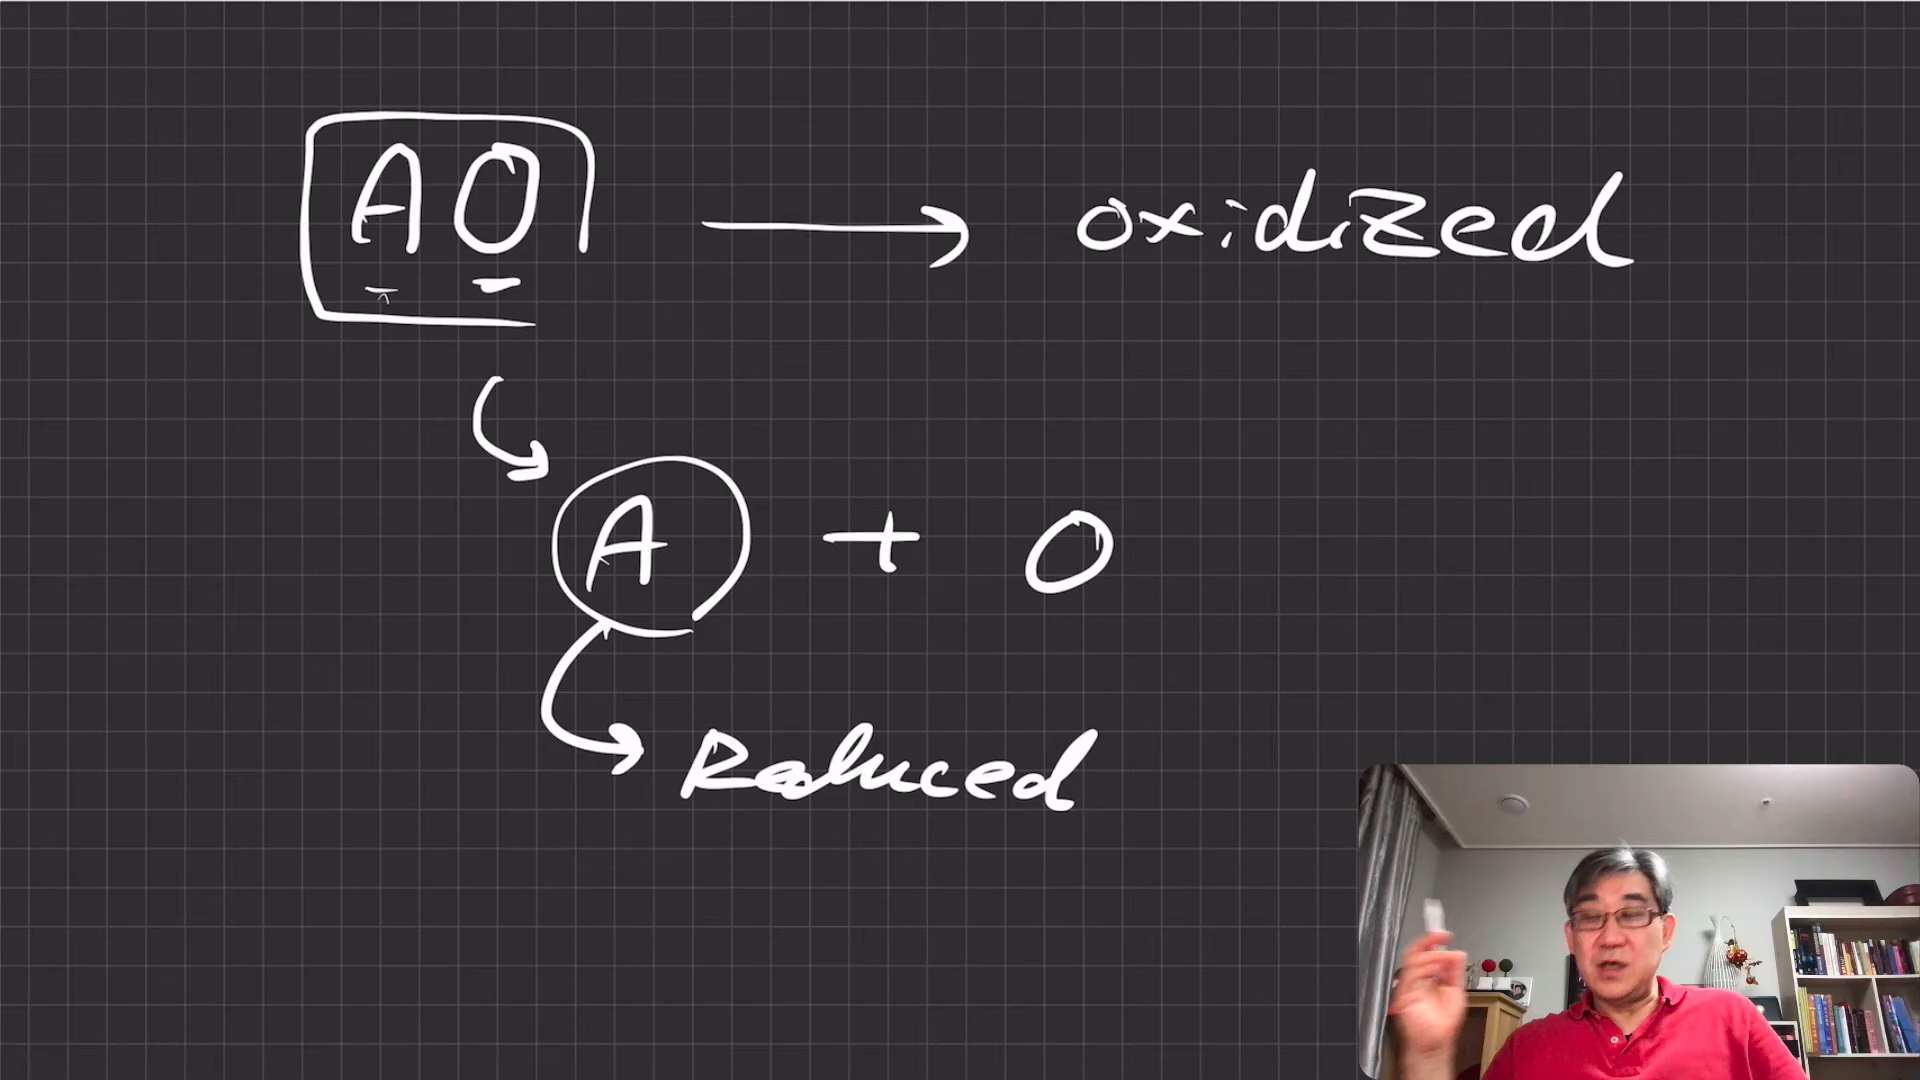 AO → oxidized
A + O
Reduced